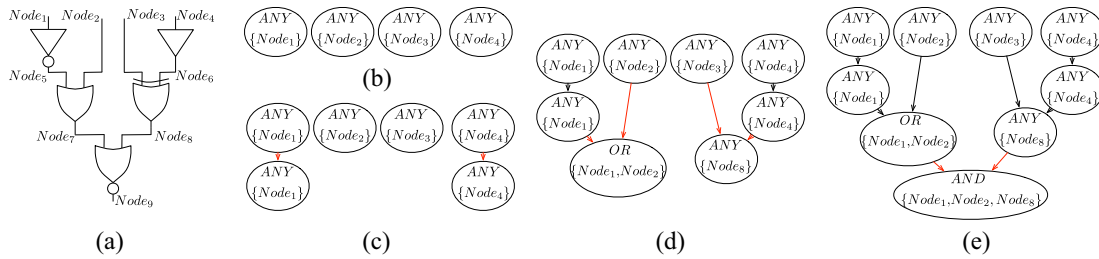 Node₁ Node₂ Node₃ Node₄
Node₅ Node₆
Node₇ Node₈
Node₉
(a)
ANY ANY ANY ANY
{Node₁} {Node₂} {Node₃} {Node₄}
(b)
ANY ANY ANY ANY
{Node₁} {Node₂} {Node₃} {Node₄}
ANY ANY
{Node₁} {Node₄}
(c)
ANY ANY ANY ANY
{Node₁} {Node₂} {Node₃} {Node₄}
ANY ANY
{Node₁} {Node₄}
OR ANY
{Node₁,Node₂} {Node₈}
(d)
ANY ANY ANY ANY
{Node₁} {Node₂} {Node₃} {Node₄}
ANY ANY
{Node₁} {Node₄}
OR ANY
{Node₁,Node₂} {Node₈}
AND
{Node₁,Node₂,Node₈}
(e)